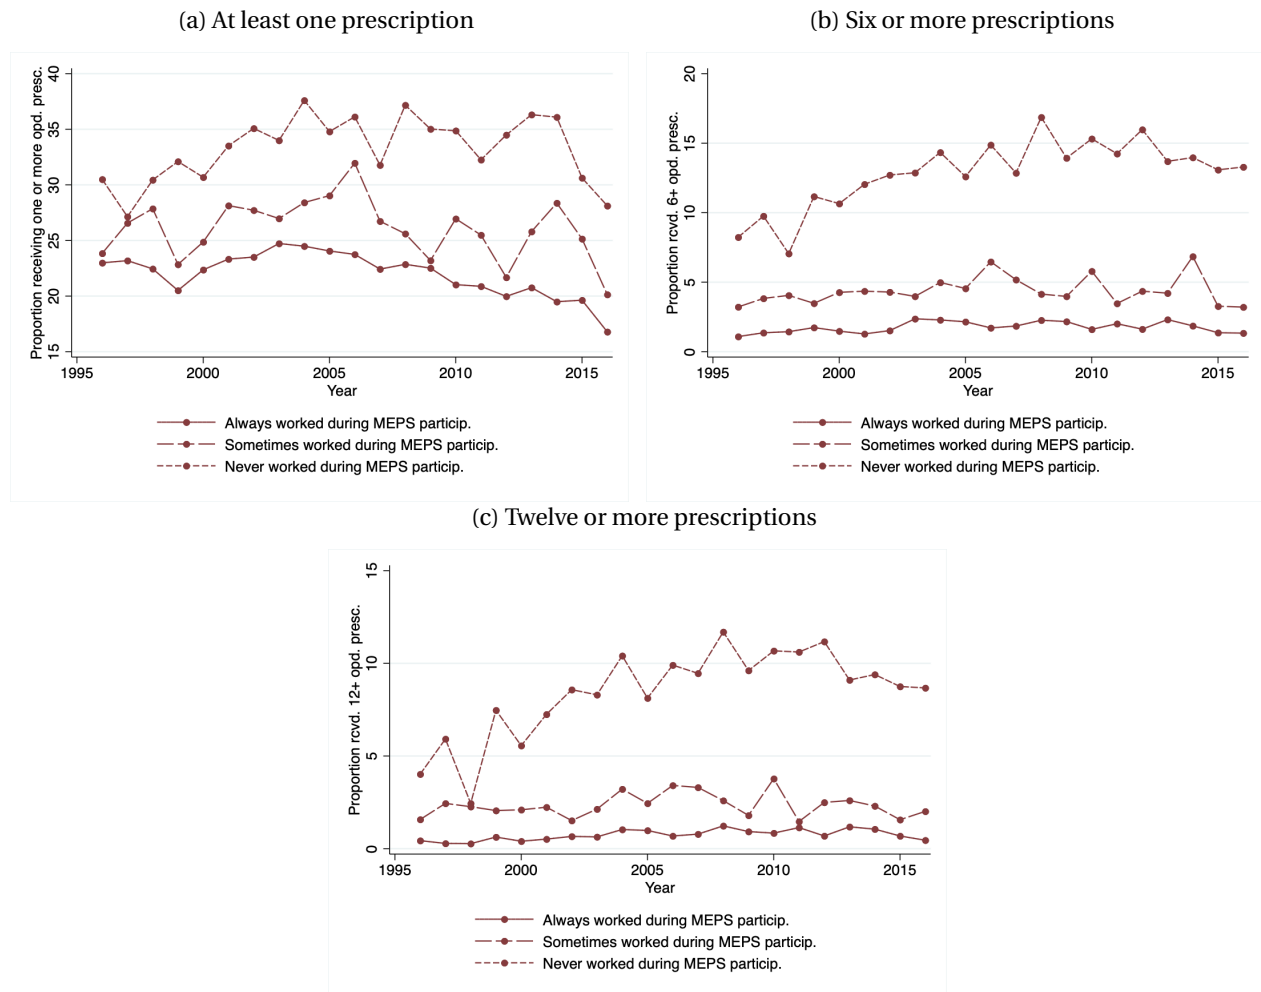 (a) At least one prescription
Proportion receiving one or more opd. presc.
40
35
30
25
20
15
1995 2000 2005 2010 2015
Year
Always worked during MEPS particip.
Sometimes worked during MEPS particip.
Never worked during MEPS particip.
(b) Six or more prescriptions
Proportion rcvd. 6+ opd. presc.
20
15
10
5
0
1995 2000 2005 2010 2015
Year
Always worked during MEPS particip.
Sometimes worked during MEPS particip.
Never worked during MEPS particip.
(c) Twelve or more prescriptions
Proportion rcvd. 12+ opd. presc.
15
10
5
0
1995 2000 2005 2010 2015
Year
Always worked during MEPS particip.
Sometimes worked during MEPS particip.
Never worked during MEPS particip.